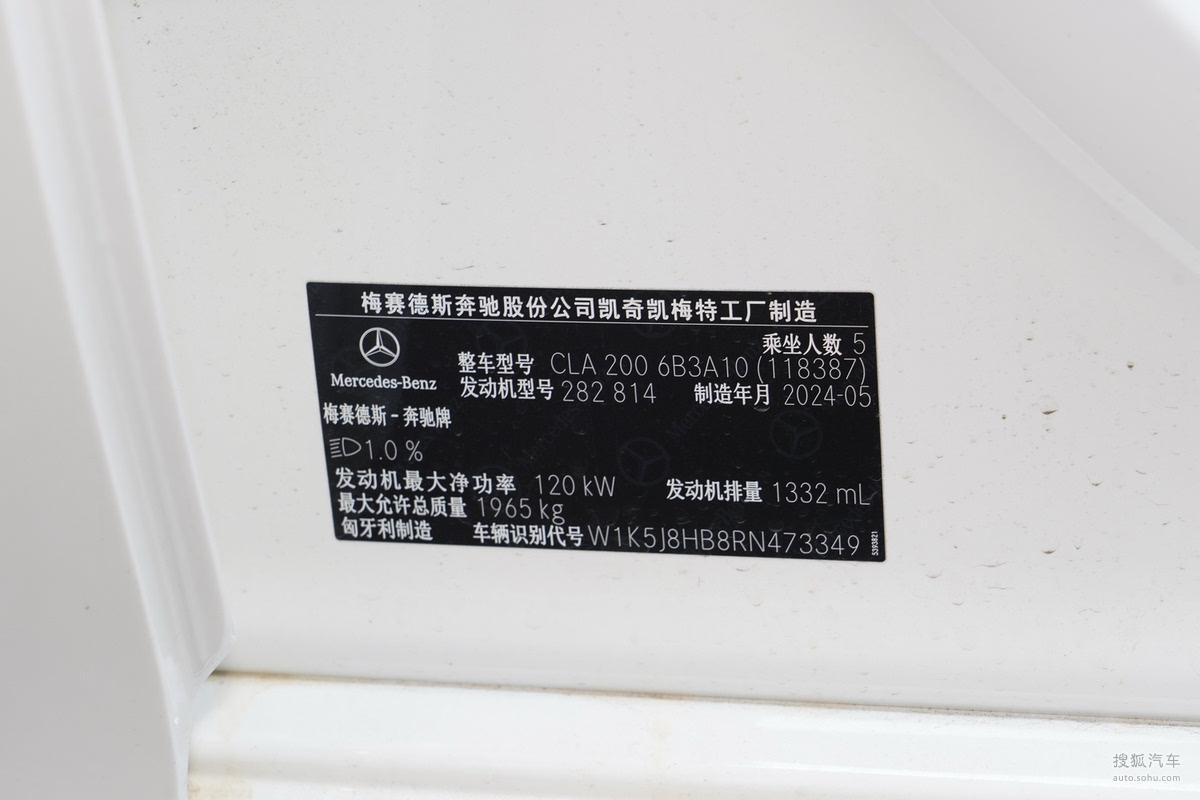 梅赛德斯奔驰股份公司凯奇凯梅特工厂制造
乘坐人数 5
Mercedes-Benz
整车型号 CLA 200 6B3A10 (118387)
发动机型号 282 814 制造年月 2024-05
梅赛德斯-奔驰牌
1.0 %
发动机最大净功率 120 kW 发动机排量 1332 mL
最大允许总质量 1965 kg
匈牙利制造 车辆识别代号 W1K5J8HB8RN473349
5393821
搜狐汽车
auto.sohu.com